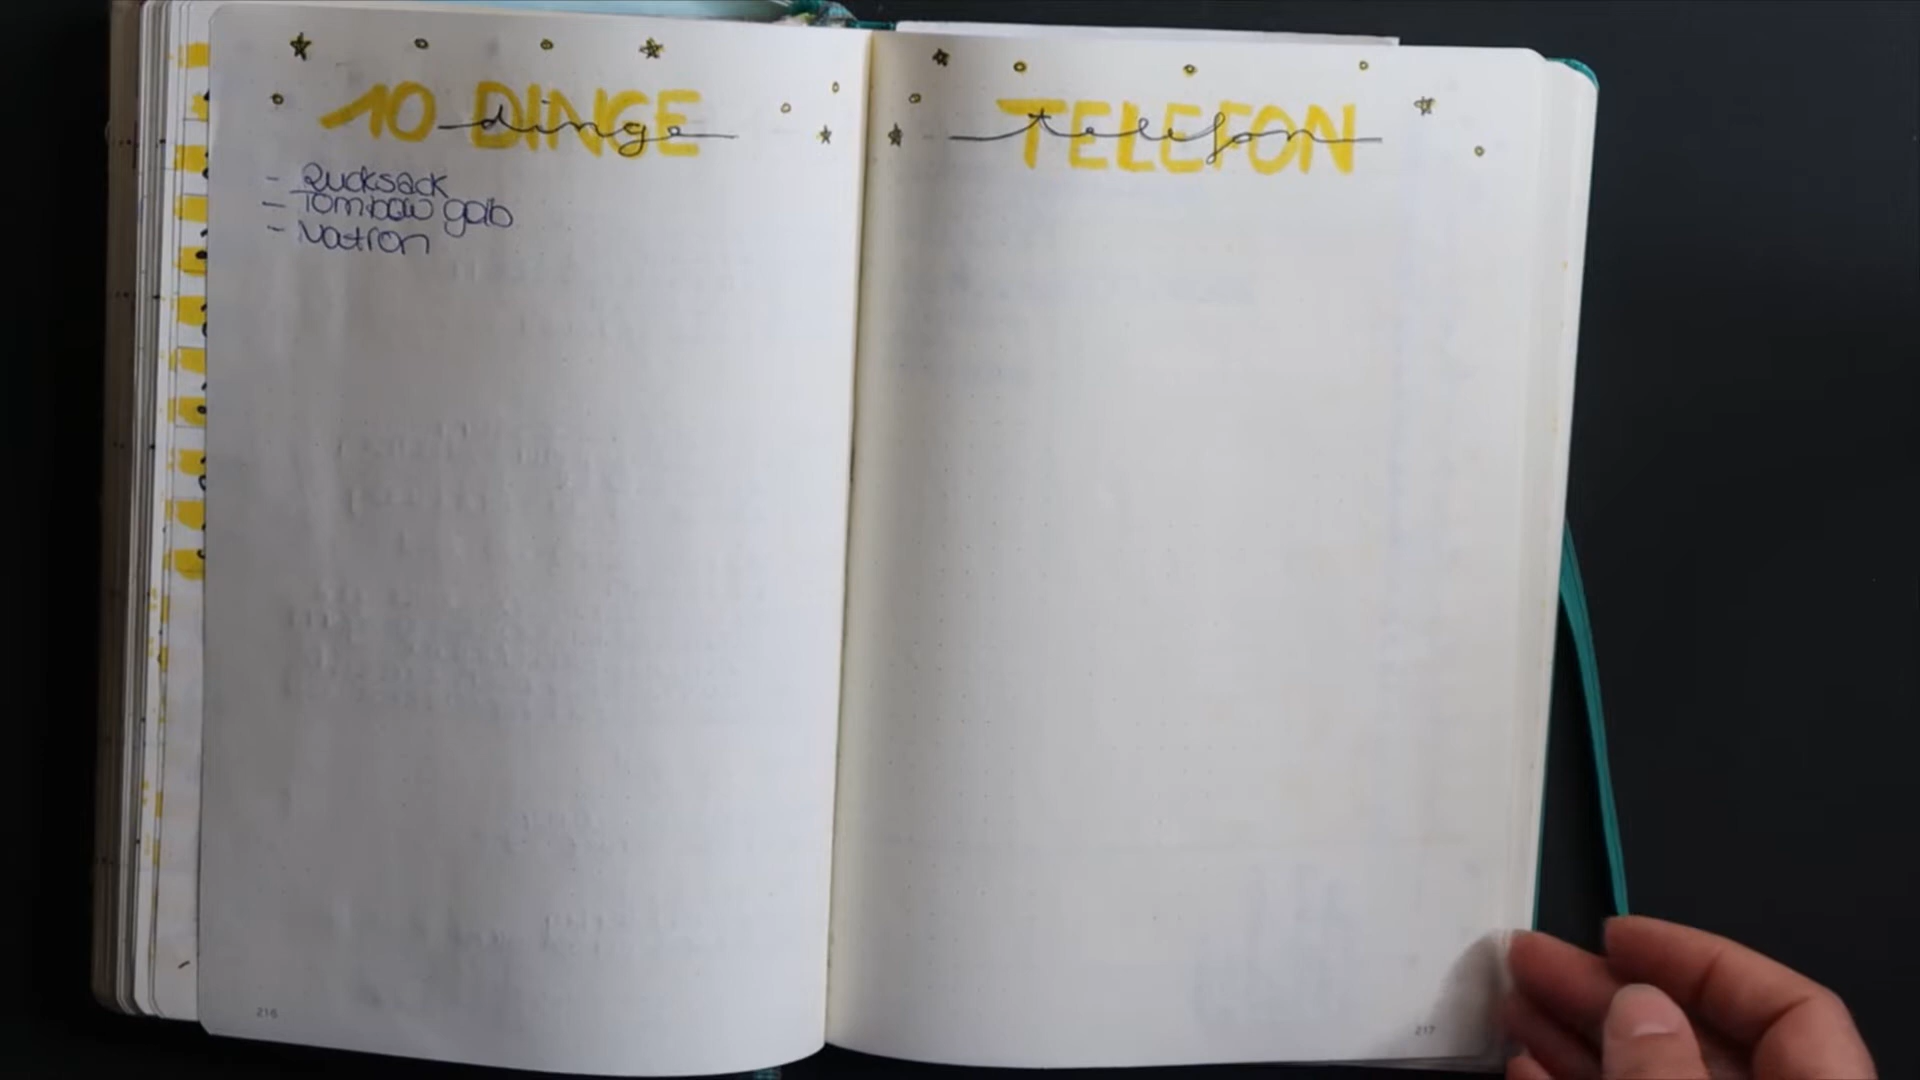 10 DINGE
dinge
- Rucksack
- Tombow gelb
- Natron
216
TELEFON
telefon
217